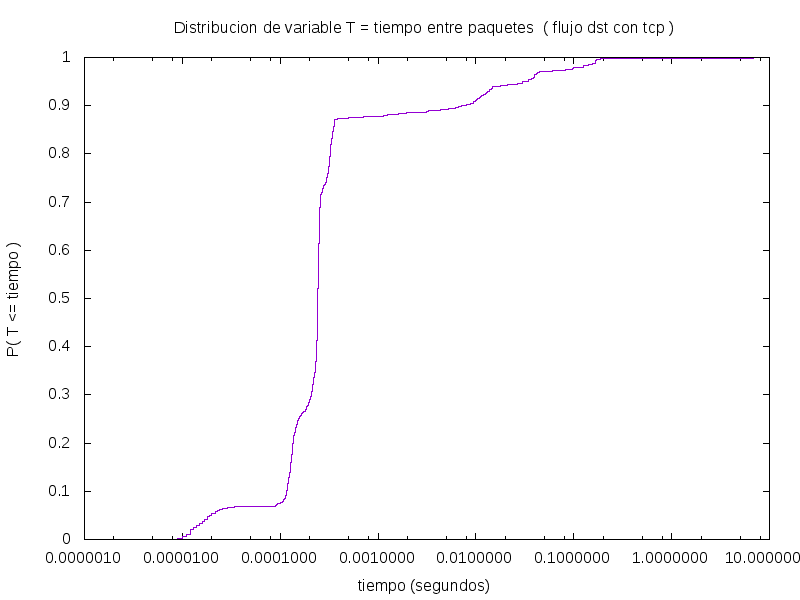 Distribucion de variable T = tiempo entre paquetes  ( flujo dst con tcp )
1
0.9
0.8
0.7
0.6
0.5
0.4
0.3
0.2
0.1
0
P( T <= tiempo )
0.0000010 0.0000100 0.0001000 0.0010000 0.0100000 0.1000000 1.0000000 10.000000
tiempo (segundos)